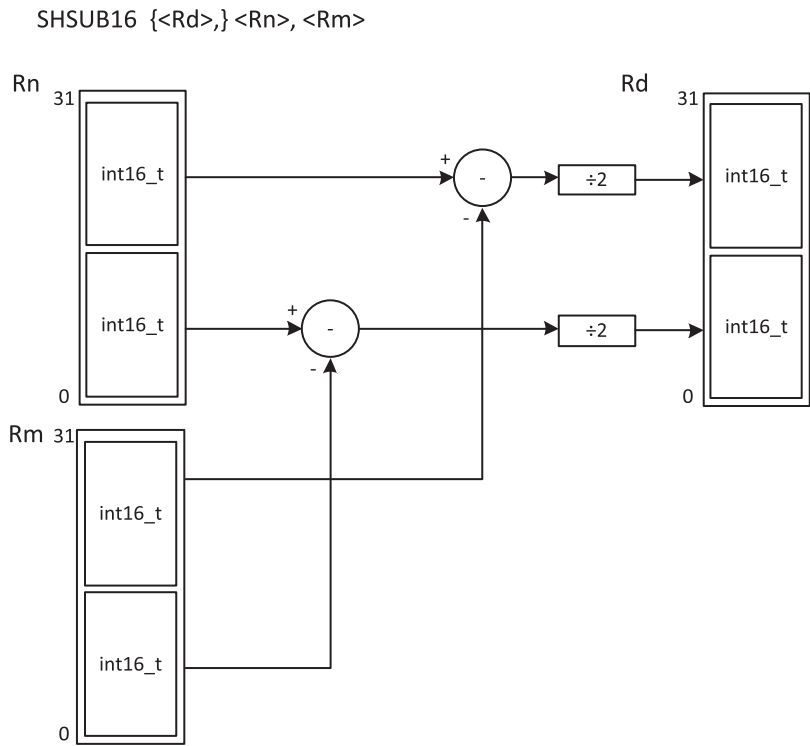 SHSUB16 {<Rd>,} <Rn>, <Rm>
Rn
31
int16_t
int16_t
0
Rm
31
int16_t
int16_t
0
+
-
-
+
-
-
÷2
÷2
Rd
31
int16_t
int16_t
0